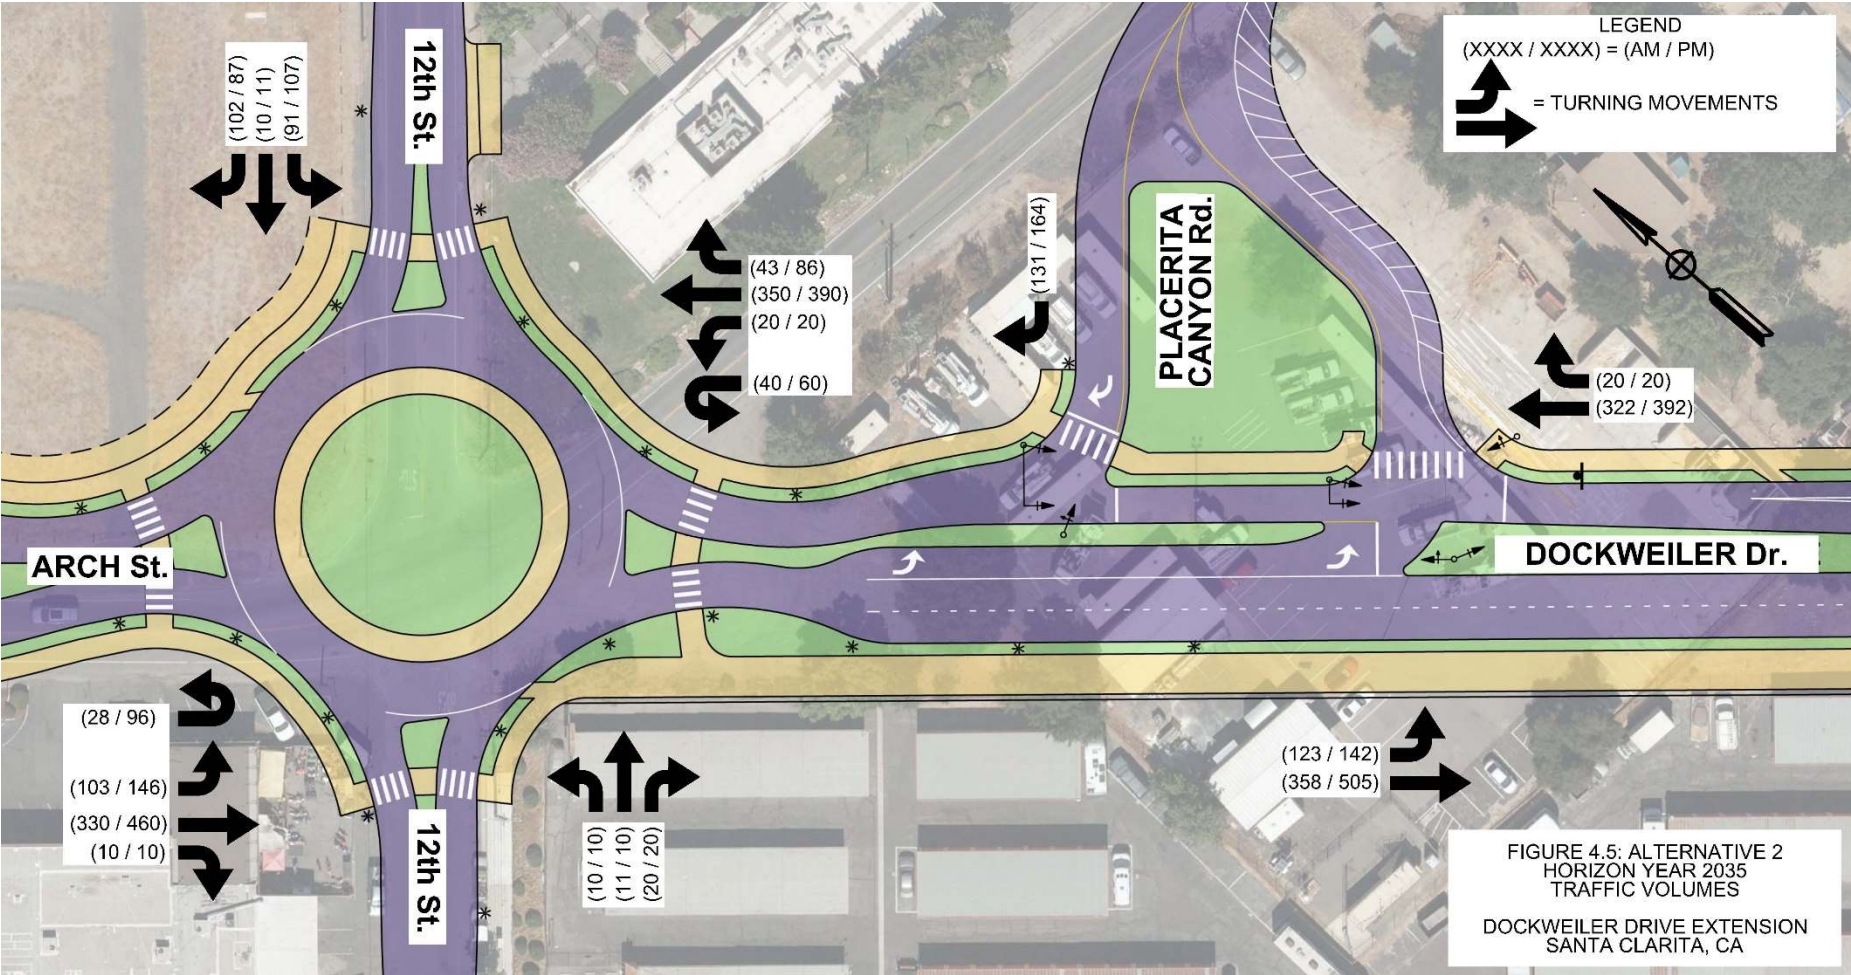 LEGEND
(XXXX / XXXX) = (AM / PM)
= TURNING MOVEMENTS
12th St.
(102 / 87)
(10 / 11)
(91 / 107)
(43 / 86)
(350 / 390)
(20 / 20)
(40 / 60)
(131 / 164)
PLACERITA
CANYON Rd.
(20 / 20)
(322 / 392)
ARCH St.
DOCKWEILER Dr.
(28 / 96)
(103 / 146)
(330 / 460)
(10 / 10)
12th St.
(10 / 10)
(11 / 10)
(20 / 20)
(123 / 142)
(358 / 505)
FIGURE 4.5: ALTERNATIVE 2
HORIZON YEAR 2035
TRAFFIC VOLUMES
DOCKWEILER DRIVE EXTENSION
SANTA CLARITA, CA